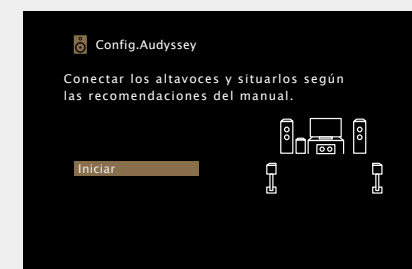 Config.Audyssey
Conectar los altavoces y situarlos según
las recomendaciones del manual.
Iniciar